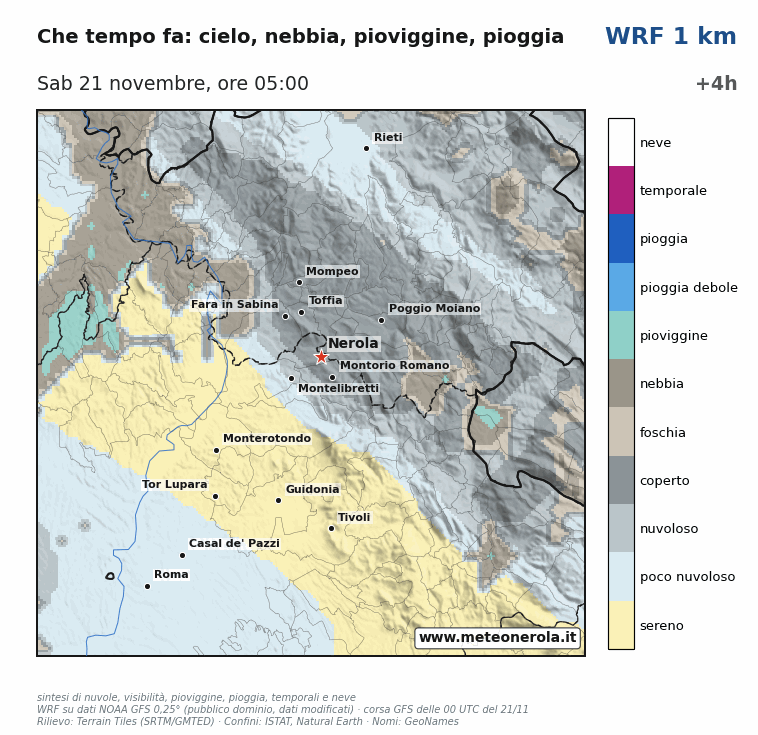 Che tempo fa: cielo, nebbia, pioviggine, pioggia
WRF 1 km
Sab 21 novembre, ore 05:00
+4h
Rieti
Mompeo
Fara in Sabina
Toffia
Poggio Moiano
Nerola
Montorio Romano
Montelibretti
Monterotondo
Tor Lupara
Guidonia
Tivoli
Casal de' Pazzi
Roma
www.meteonerola.it
neve
temporale
pioggia
pioggia debole
pioviggine
nebbia
foschia
coperto
nuvoloso
poco nuvoloso
sereno
sintesi di nuvole, visibilità, pioviggine, pioggia, temporali e neve
WRF su dati NOAA GFS 0,25° (pubblico dominio, dati modificati) · corsa GFS delle 00 UTC del 21/11
Rilievo: Terrain Tiles (SRTM/GMTED) · Confini: ISTAT, Natural Earth · Nomi: GeoNames